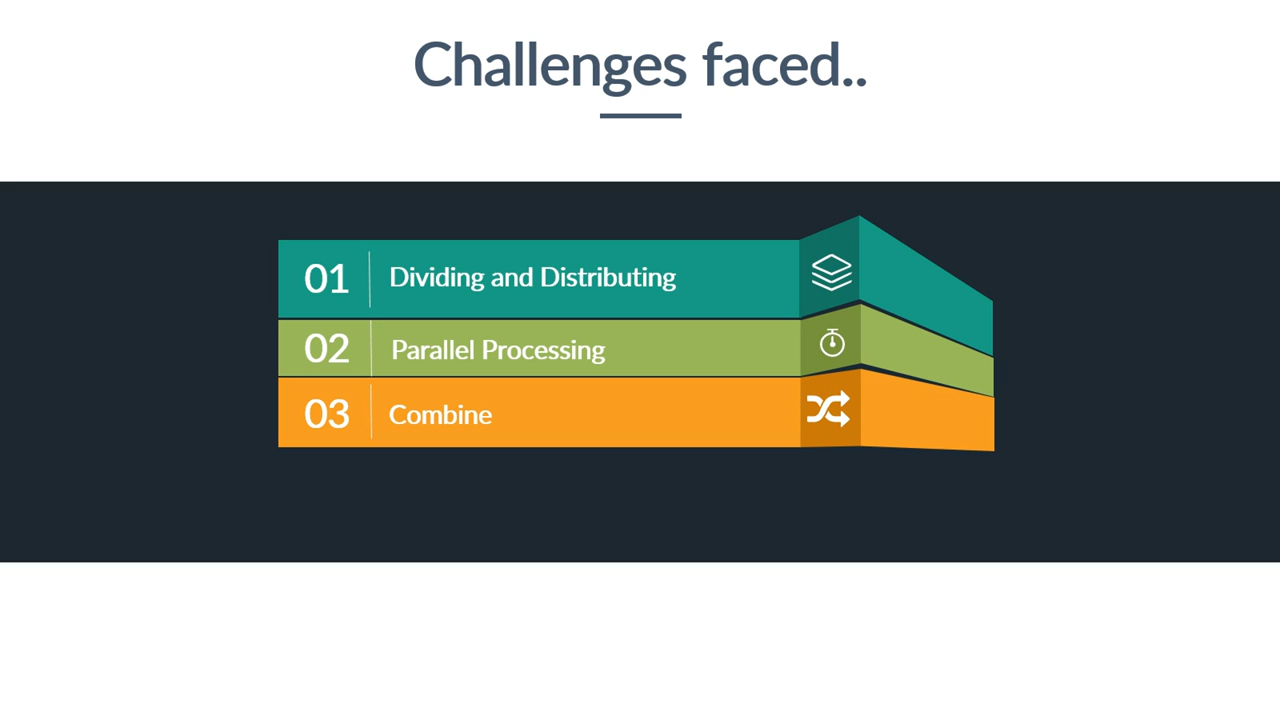 Challenges faced..
01 Dividing and Distributing
02 Parallel Processing
03 Combine